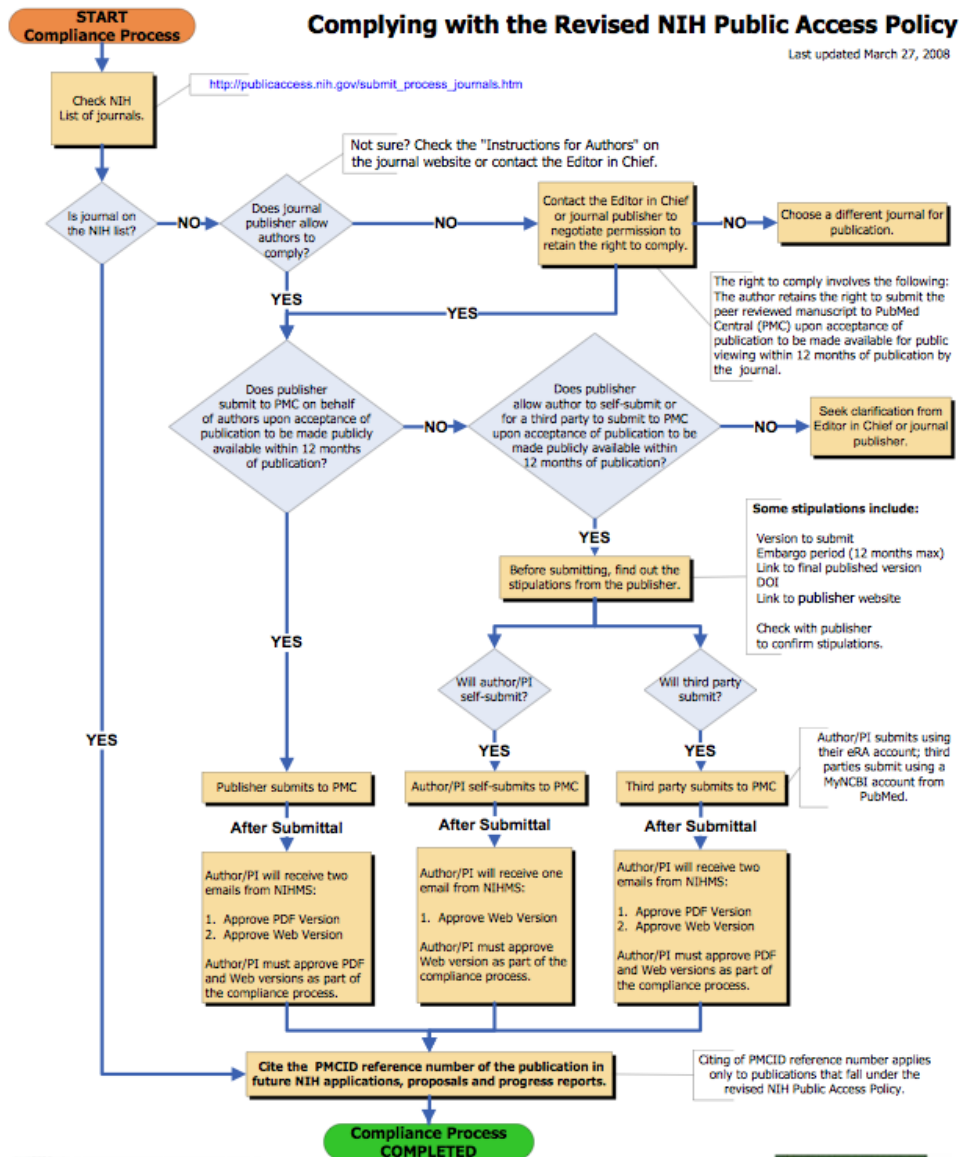 START
Compliance Process
Complying with the Revised NIH Public Access Policy
Last updated March 27, 2008
Check NIH
List of journals.
http://publicaccess.nih.gov/submit_process_journals.htm
Not sure? Check the "Instructions for Authors" on
the journal website or contact the Editor in Chief.
Is journal on
the NIH list?
NO
Does journal
publisher allow
authors to
comply?
NO
Contact the Editor in Chief
or journal publisher to
negotiate permission to
retain the right to comply.
NO
Choose a different journal for
publication.
The right to comply involves the following:
The author retains the right to submit the
peer reviewed manuscript to PubMed
Central (PMC) upon acceptance of
publication to be made available for public
viewing within 12 months of publication by
the journal.
YES
YES
Does publisher
submit to PMC on behalf
of authors upon acceptance of
publication to be made publicly
available within 12 months
of publication?
NO
Does publisher
allow author to self-submit or
for a third party to submit to PMC
upon acceptance of publication to be
made publicly available within
12 months of publication?
NO
Seek clarification from
Editor in Chief or journal
publisher.
YES
Before submitting, find out the
stipulations from the publisher.
Some stipulations include:
Version to submit
Embargo period (12 months max)
Link to final published version
DOI
Link to publisher website
Check with publisher
to confirm stipulations.
YES
Will author/PI
self-submit?
Will third party
submit?
YES
YES
YES
Author/PI submits using
their eRA account; third
parties submit using a
MyNCBI account from
PubMed.
Publisher submits to PMC
Author/PI self-submits to PMC
Third party submits to PMC
After Submittal
After Submittal
After Submittal
Author/PI will receive two
emails from NIHMS:
1. Approve PDF Version
2. Approve Web Version
Author/PI must approve PDF
and Web versions as part of
the compliance process.
Author/PI will receive one
email from NIHMS:
1. Approve Web Version
Author/PI must approve
Web version as part of the
compliance process.
Author/PI will receive two
emails from NIHMS:
1. Approve PDF Version
2. Approve Web Version
Author/PI must approve PDF
and Web versions as part of
the compliance process.
Cite the PMCID reference number of the publication in
future NIH applications, proposals and progress reports.
Citing of PMCID reference number applies
only to publications that fall under the
revised NIH Public Access Policy.
Compliance Process
COMPLETED